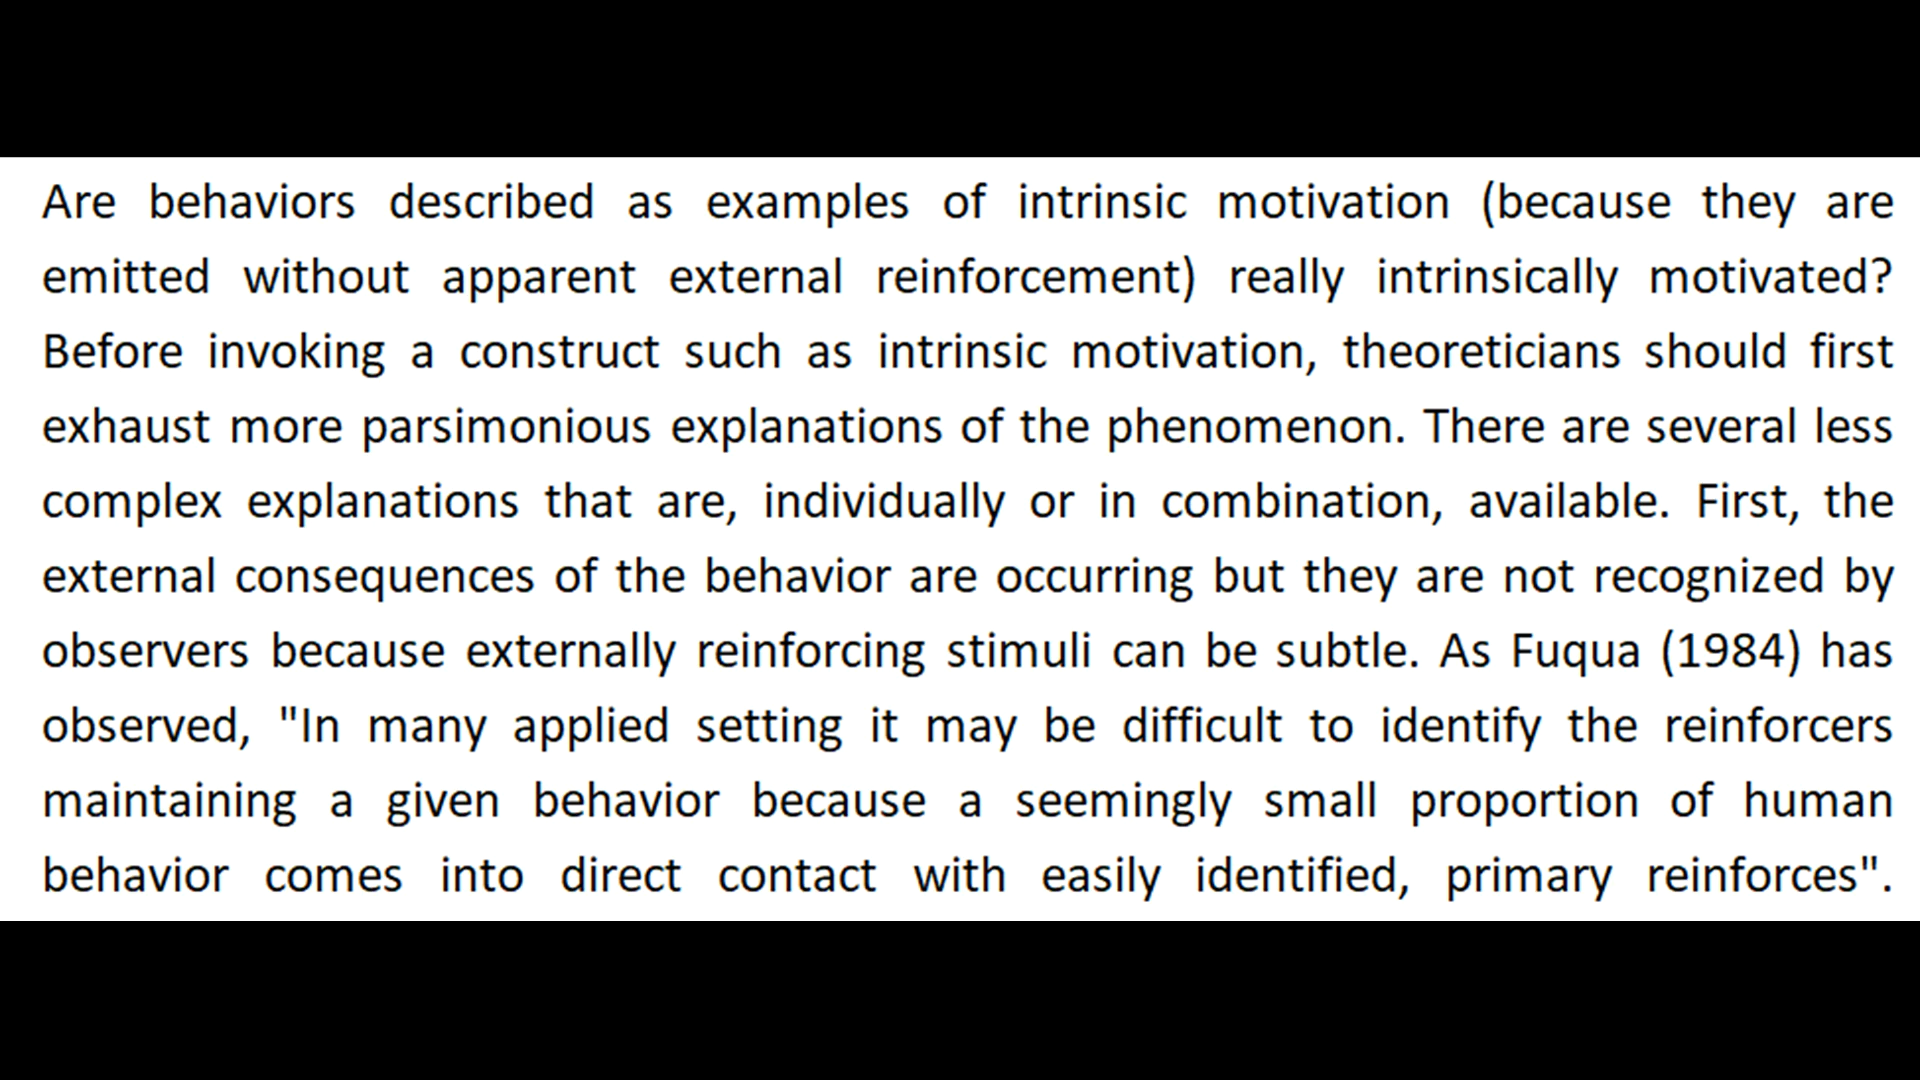 Are behaviors described as examples of intrinsic motivation (because they are
emitted without apparent external reinforcement) really intrinsically motivated?
Before invoking a construct such as intrinsic motivation, theoreticians should first
exhaust more parsimonious explanations of the phenomenon. There are several less
complex explanations that are, individually or in combination, available. First, the
external consequences of the behavior are occurring but they are not recognized by
observers because externally reinforcing stimuli can be subtle. As Fuqua (1984) has
observed, "In many applied setting it may be difficult to identify the reinforcers
maintaining a given behavior because a seemingly small proportion of human
behavior comes into direct contact with easily identified, primary reinforces".